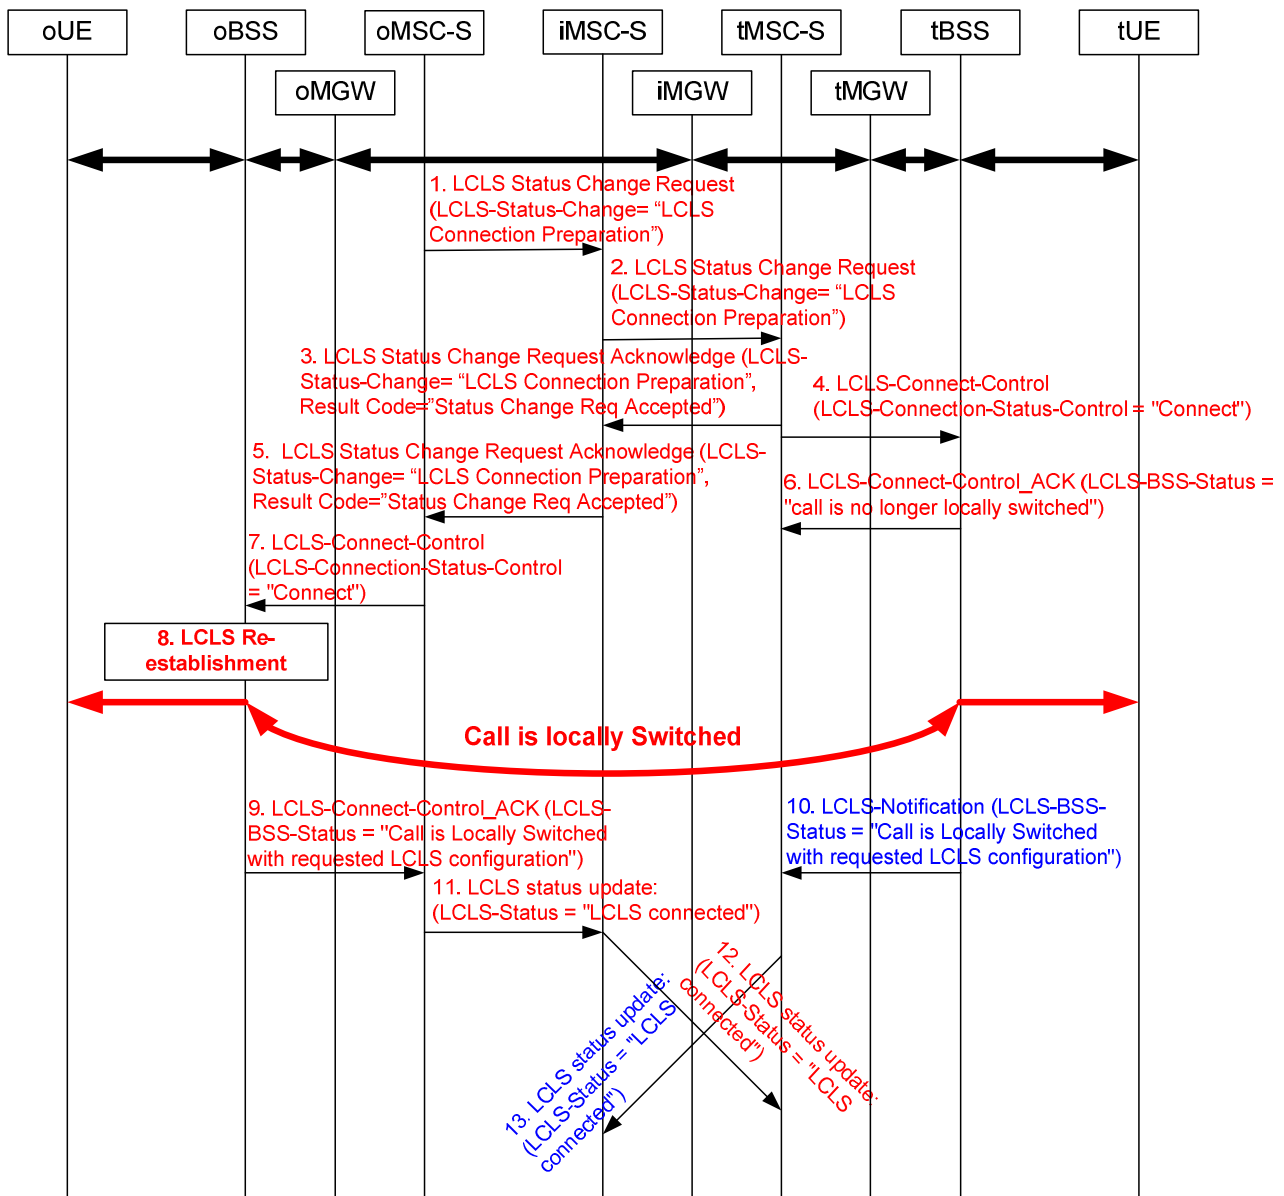 oUE
oBSS
oMSC-S
iMSC-S
tMSC-S
tBSS
tUE
oMGW
iMGW
tMGW
1. LCLS Status Change Request
(LCLS-Status-Change= “LCLS
Connection Preparation”)
2. LCLS Status Change Request
(LCLS-Status-Change= “LCLS
Connection Preparation”)
3. LCLS Status Change Request Acknowledge (LCLS-
Status-Change= “LCLS Connection Preparation”,
Result Code=”Status Change Req Accepted”)
4. LCLS-Connect-Control
(LCLS-Connection-Status-Control = "Connect")
5.  LCLS Status Change Request Acknowledge (LCLS-
Status-Change= “LCLS Connection Preparation”,
Result Code=”Status Change Req Accepted”)
6. LCLS-Connect-Control_ACK (LCLS-BSS-Status =
"call is no longer locally switched")
7. LCLS-Connect-Control
(LCLS-Connection-Status-Control
= "Connect")
8. LCLS Re-
establishment
Call is locally Switched
9. LCLS-Connect-Control_ACK (LCLS-
BSS-Status = "Call is Locally Switched
with requested LCLS configuration")
10. LCLS-Notification (LCLS-BSS-
Status = "Call is Locally Switched
with requested LCLS configuration")
11. LCLS status update:
(LCLS-Status = "LCLS connected")
12. LCLS status update:
(LCLS-Status = "LCLS
connected")
13. LCLS status update:
(LCLS-Status = "LCLS
connected")